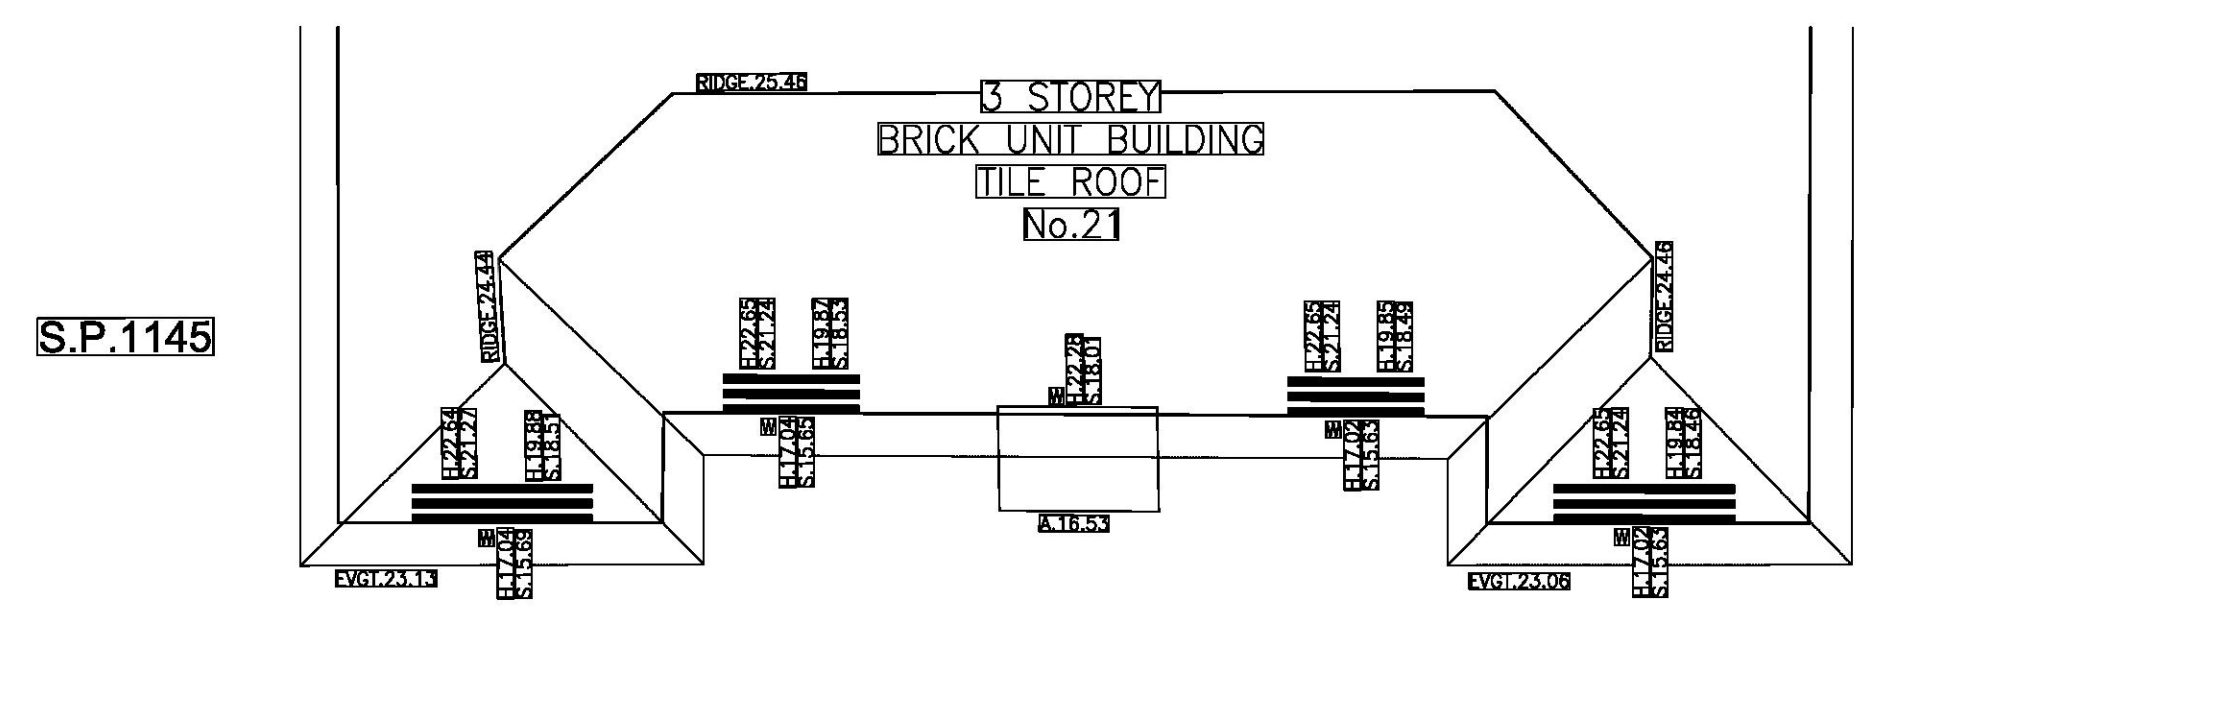 RIDGE.25.46
3 STOREY
BRICK UNIT BUILDING
TILE ROOF
No.21
RIDGE.24.44
RIDGE.24.46
S.P.1145
H.22.65
S.21.24
H.19.87
S.18.53
H.22.28
S.18.01
W
H.22.65
S.21.24
H.19.85
S.18.49
W
H.17.04
S.15.65
W
H.17.02
S.15.63
H.22.64
S.21.27
H.19.88
S.18.51
H.22.65
S.21.24
H.19.84
S.18.46
A.16.53
W
H.17.04
S.15.69
W
H.17.02
S.15.63
EVGT.23.13
EVGT.23.06